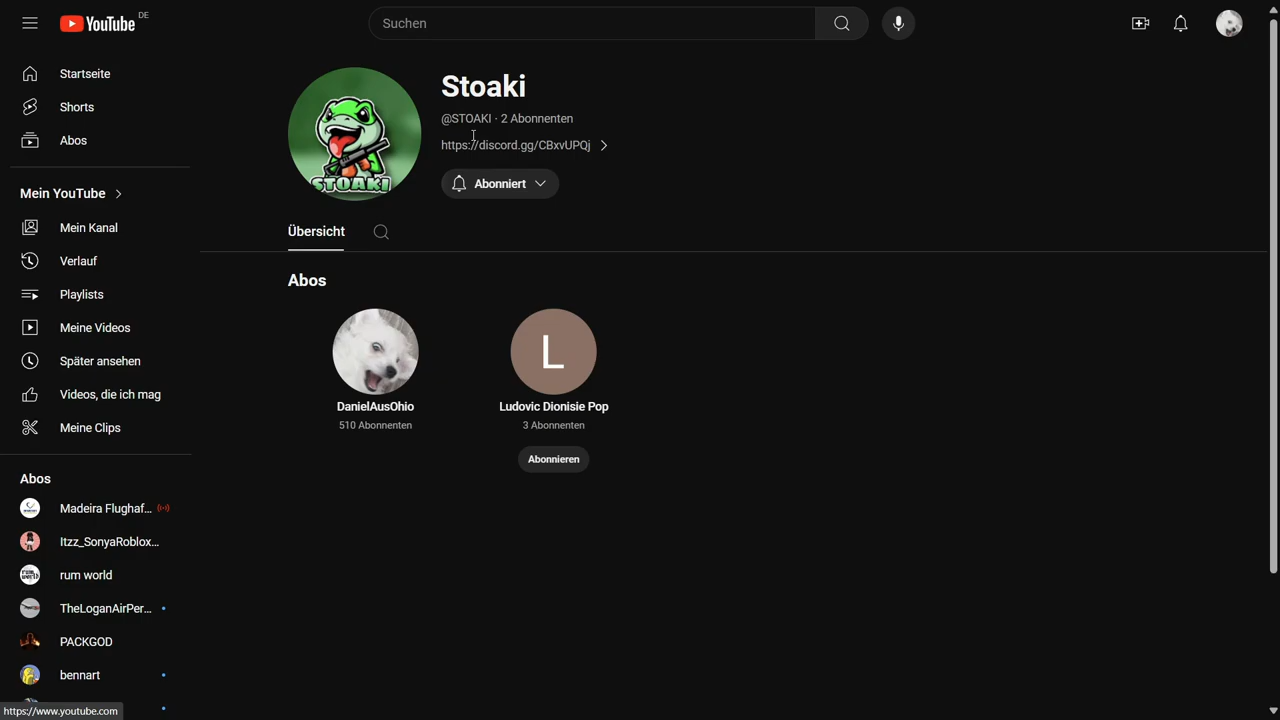 YouTube DE
Suchen
Startseite
Shorts
Abos
Mein YouTube
Mein Kanal
Verlauf
Playlists
Meine Videos
Später ansehen
Videos, die ich mag
Meine Clips
Abos
Madeira Flughaf...
Itzz_SonyaRoblox...
rum world
TheLoganAirPer...
PACKGOD
bennart
https://www.youtube.com
STOAKI
Stoaki
@STOAKI · 2 Abonnenten
https://discord.gg/CBxvUPQj
Abonniert
Übersicht
Abos
DanielAusOhio
510 Abonnenten
L
Ludovic Dionisie Pop
3 Abonnenten
Abonnieren